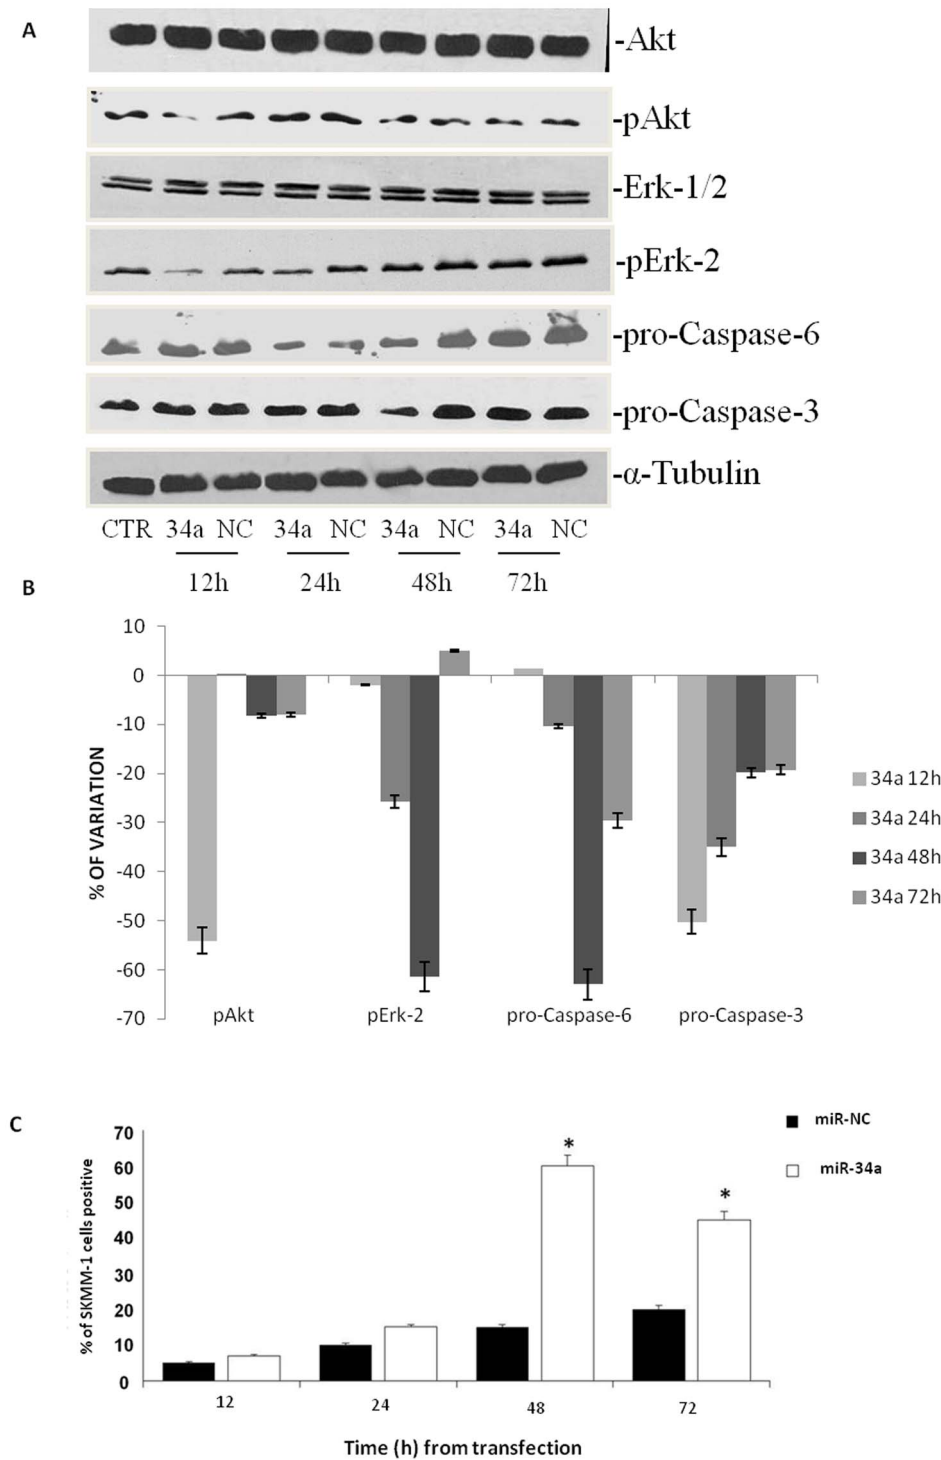 A
-Akt
-pAkt
-Erk-1/2
-pErk-2
-pro-Caspase-6
-pro-Caspase-3
-α-Tubulin
CTR 34a NC 34a NC 34a NC 34a NC
12h 24h 48h 72h
B
% OF VARIATION
10
0
-10
-20
-30
-40
-50
-60
-70
pAkt pErk-2 pro-Caspase-6 pro-Caspase-3
34a 12h
34a 24h
34a 48h
34a 72h
C
% of SKMM-1 cells positive
70
60
50
40
30
20
10
0
* *
12 24 48 72
Time (h) from transfection
miR-NC
miR-34a